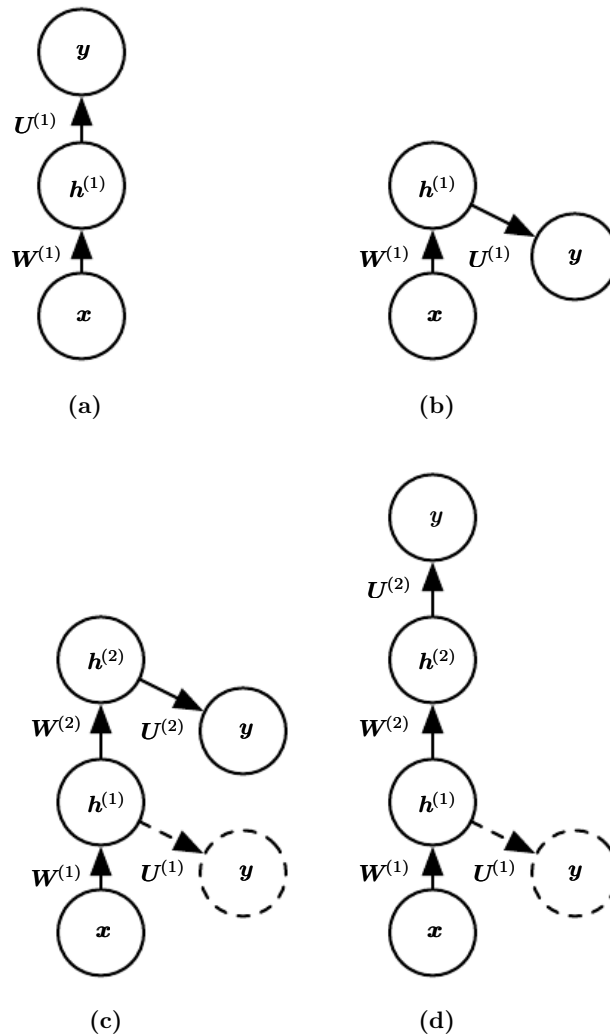 y
U^(1)
h^(1)
W^(1)
x
(a)
h^(1)
W^(1)
U^(1)
y
x
(b)
h^(2)
W^(2)
U^(2)
y
h^(1)
W^(1)
U^(1)
y
x
(c)
y
U^(2)
h^(2)
W^(2)
h^(1)
W^(1)
U^(1)
y
x
(d)